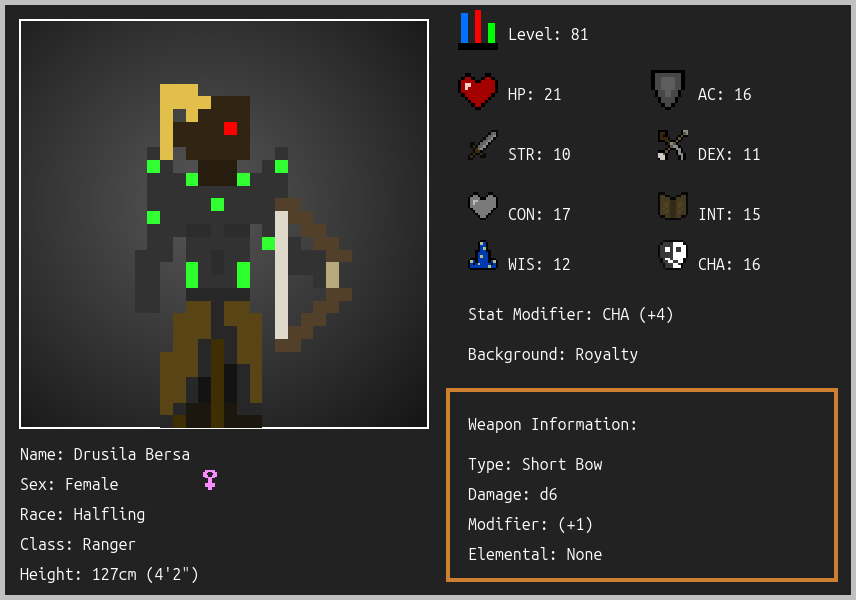 Level: 81
HP: 21
AC: 16
STR: 10
DEX: 11
CON: 17
INT: 15
WIS: 12
CHA: 16
Stat Modifier: CHA (+4)
Background: Royalty
Weapon Information:
Type: Short Bow
Damage: d6
Modifier: (+1)
Elemental: None
Name: Drusila Bersa
Sex: Female
Race: Halfling
Class: Ranger
Height: 127cm (4'2")